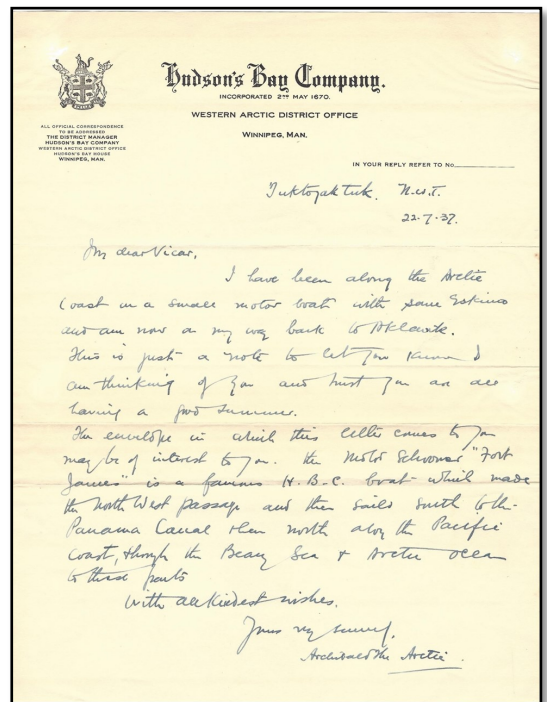 Hudson's Bay Company.
INCORPORATED 2ND MAY 1670.
WESTERN ARCTIC DISTRICT OFFICE
WINNIPEG, MAN.
ALL OFFICIAL CORRESPONDENCE
TO BE ADDRESSED
THE DISTRICT MANAGER
HUDSON'S BAY COMPANY
WESTERN ARCTIC DISTRICT OFFICE
HUDSON'S BAY HOUSE
WINNIPEG, MAN.
IN YOUR REPLY REFER TO No.
Tuktoyaktuk. N.W.T.
22-7-37.
My dear Vicar,
I have been along the Arctic
Coast in a small motor boat with some Eskimo
and am now on my way back to Aklavik.
This is just a note to let you know I
am thinking of you and trust you are all
having a good summer.
The envelope in which this letter comes to you
may be of interest to you. The Motor Schooner "Fort
James" is a famous H.B.C. boat which made
the North West passage and then sailed south to the
Panama Canal then north along the Pacific
Coast, through the Bering Sea & Arctic ocean
to these parts
With all kindest wishes.
Yours very sincerely,
Archibald the Arctic.